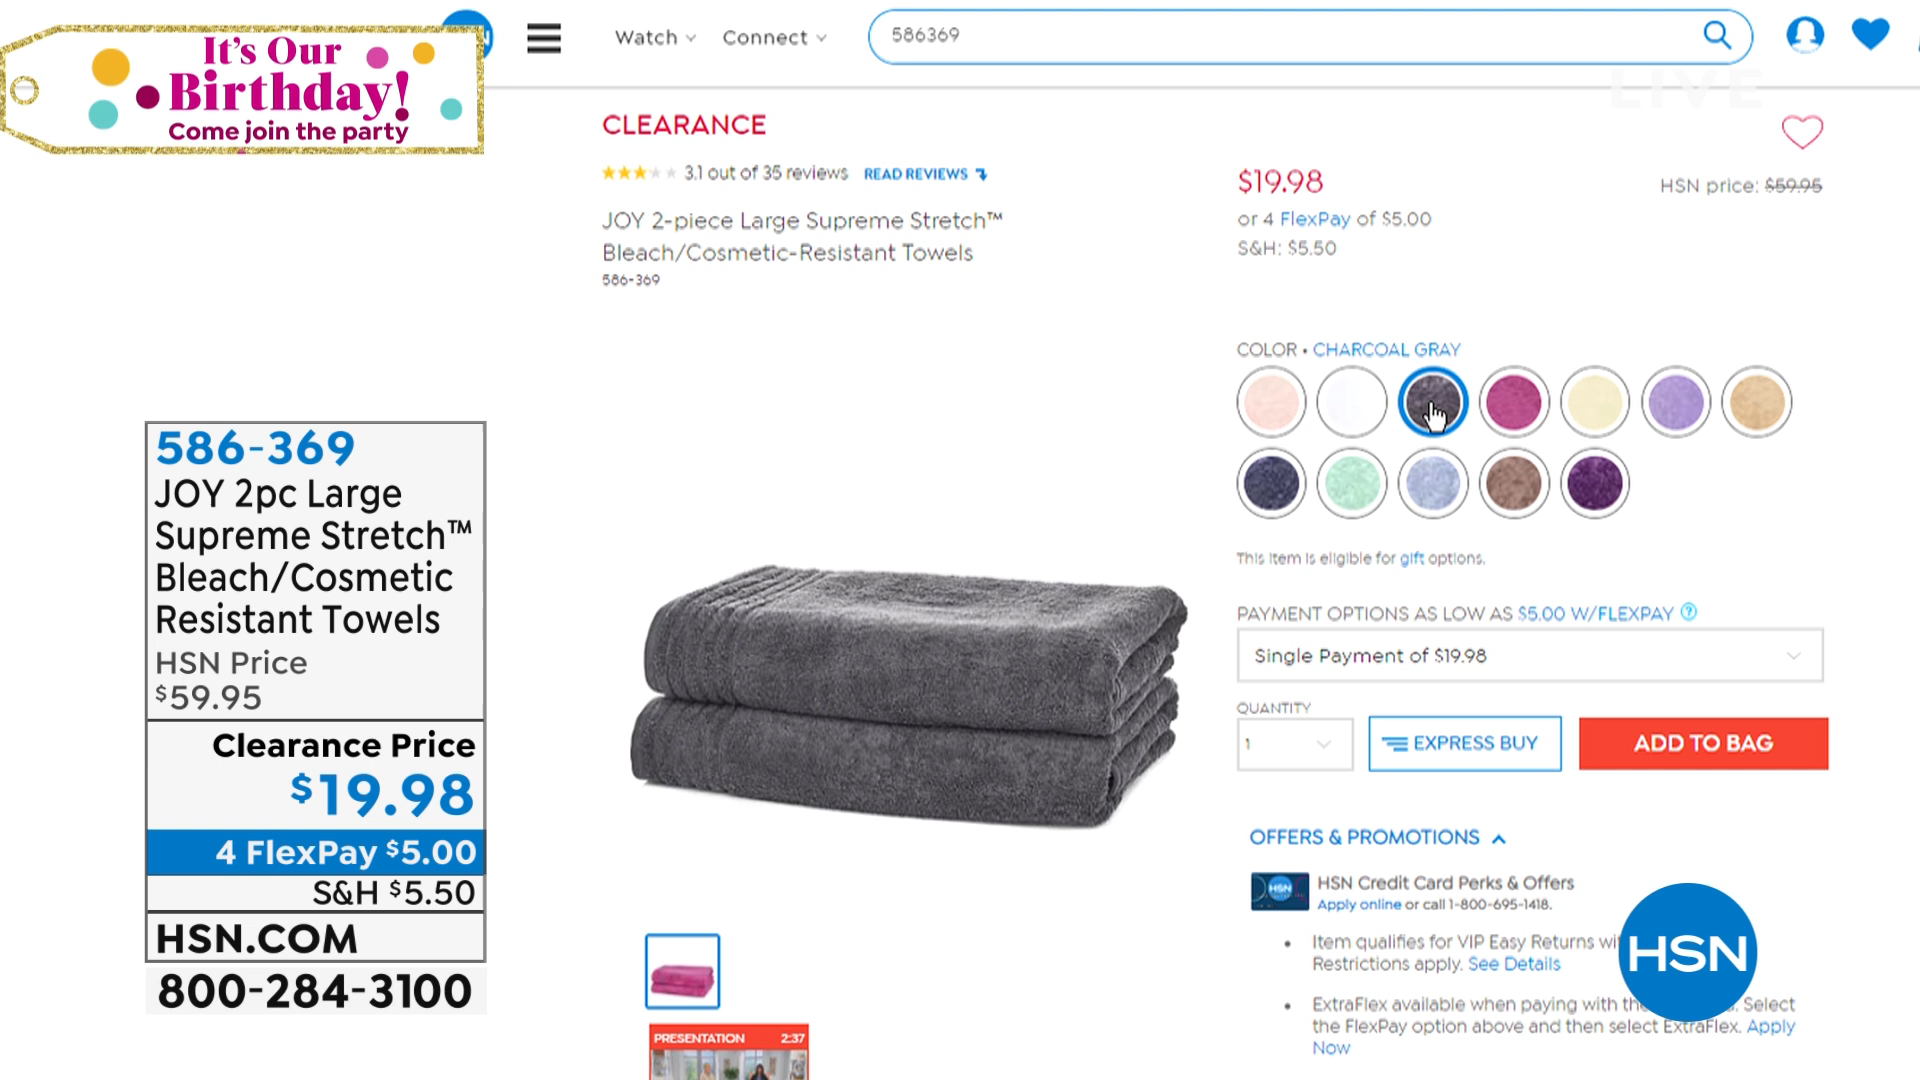 It's Our
Birthday!
Come join the party
Watch
Connect
586369
LIVE
CLEARANCE
3.1 out of 35 reviews READ REVIEWS
JOY 2-piece Large Supreme Stretch™
Bleach/Cosmetic-Resistant Towels
586-369
$19.98
HSN price: $59.95
or 4 FlexPay of $5.00
S&H: $5.50
COLOR • CHARCOAL GRAY
This item is eligible for gift options.
PAYMENT OPTIONS AS LOW AS $5.00 W/FLEXPAY ?
Single Payment of $19.98
QUANTITY
1
EXPRESS BUY
ADD TO BAG
OFFERS & PROMOTIONS
HSN
HSN Credit Card Perks & Offers
Apply online or call 1-800-695-1418.
• Item qualifies for VIP Easy Returns
Restrictions apply. See Details
• ExtraFlex available when paying with Select
the FlexPay option above and then select ExtraFlex. Apply
Now
HSN
PRESENTATION 2:37
586-369
JOY 2pc Large
Supreme Stretch™
Bleach/Cosmetic
Resistant Towels
HSN Price
$59.95
Clearance Price
$19.98
4 FlexPay $5.00
S&H $5.50
HSN.COM
800-284-3100